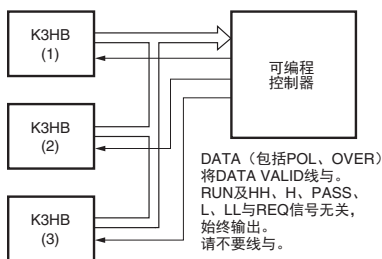 K3HB
(1)
可编程
控制器
K3HB
(2)
K3HB
(3)
DATA（包括POL、OVER）
将DATA VALID线与。
RUN及HH、H、PASS、
L、LL与REQ信号无关，
始终输出。
请不要线与。